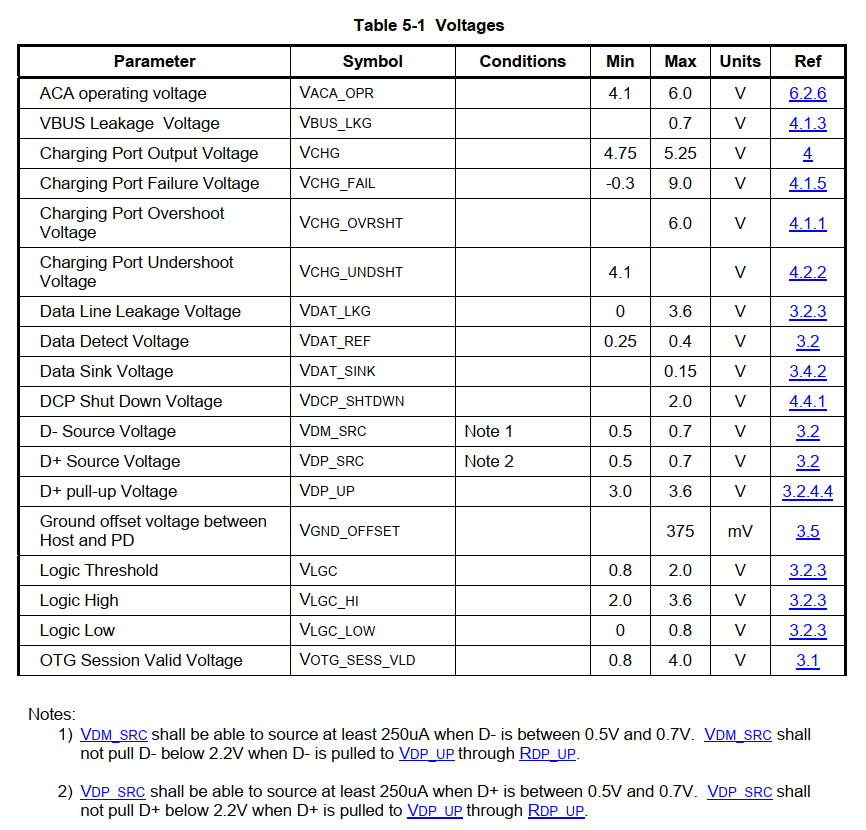 Table 5-1  Voltages
Parameter Symbol Conditions Min Max Units Ref
ACA operating voltage VACA_OPR 4.1 6.0 V 6.2.6
VBUS Leakage  Voltage VBUS_LKG 0.7 V 4.1.3
Charging Port Output Voltage VCHG 4.75 5.25 V 4
Charging Port Failure Voltage VCHG_FAIL -0.3 9.0 V 4.1.5
Charging Port Overshoot
Voltage VCHG_OVRSHT 6.0 V 4.1.1
Charging Port Undershoot
Voltage VCHG_UNDSHT 4.1 V 4.2.2
Data Line Leakage Voltage VDAT_LKG 0 3.6 V 3.2.3
Data Detect Voltage VDAT_REF 0.25 0.4 V 3.2
Data Sink Voltage VDAT_SINK 0.15 V 3.4.2
DCP Shut Down Voltage VDCP_SHTDWN 2.0 V 4.4.1
D- Source Voltage VDM_SRC Note 1 0.5 0.7 V 3.2
D+ Source Voltage VDP_SRC Note 2 0.5 0.7 V 3.2
D+ pull-up Voltage VDP_UP 3.0 3.6 V 3.2.4.4
Ground offset voltage between
Host and PD VGND_OFFSET 375 mV 3.5
Logic Threshold VLGC 0.8 2.0 V 3.2.3
Logic High VLGC_HI 2.0 3.6 V 3.2.3
Logic Low VLGC_LOW 0 0.8 V 3.2.3
OTG Session Valid Voltage VOTG_SESS_VLD 0.8 4.0 V 3.1
Notes:
1) VDM_SRC shall be able to source at least 250uA when D- is between 0.5V and 0.7V.  VDM_SRC shall
not pull D- below 2.2V when D- is pulled to VDP_UP through RDP_UP.
2) VDP_SRC shall be able to source at least 250uA when D+ is between 0.5V and 0.7V.  VDP_SRC shall
not pull D+ below 2.2V when D+ is pulled to VDP_UP through RDP_UP.